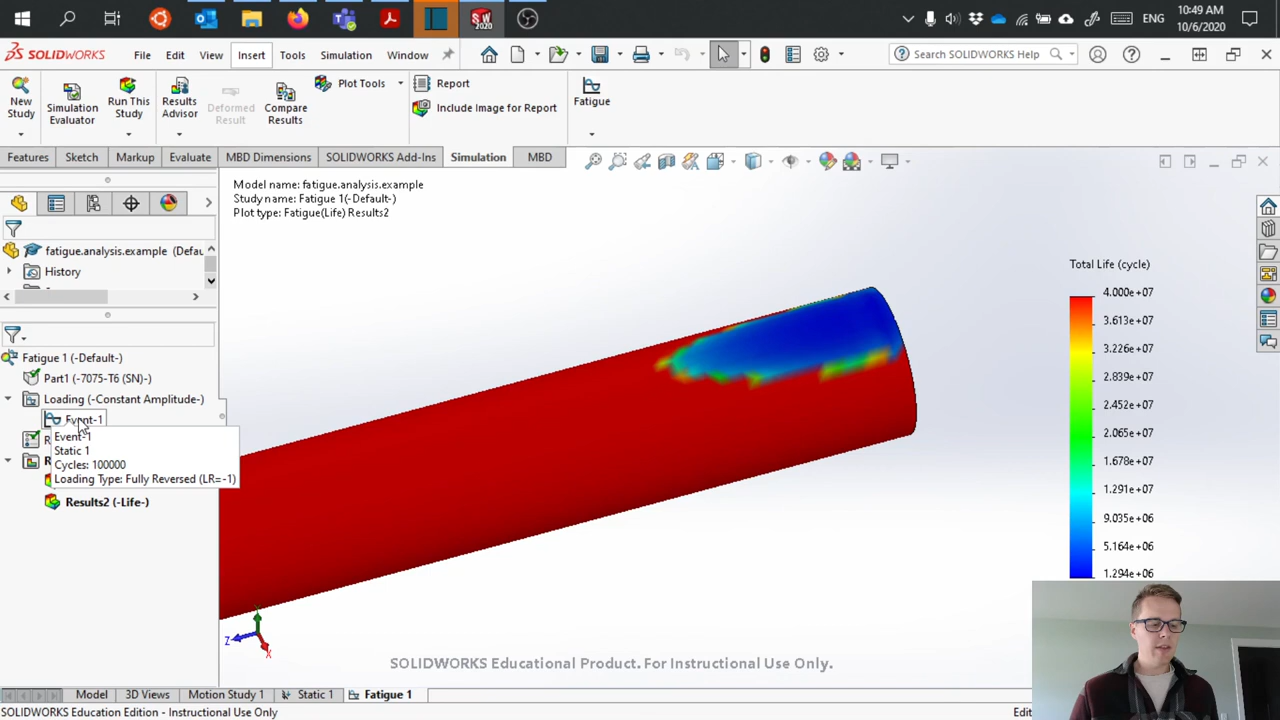 10:49 AM
ENG
10/6/2020
SW
2020
SOLIDWORKS
File Edit View Insert Tools Simulation Window
Search SOLIDWORKS Help
New Study
Simulation Evaluator
Run This Study
Results Advisor
Deformed Result
Compare Results
Plot Tools
Report
Include Image for Report
Fatigue
Features Sketch Markup Evaluate MBD Dimensions SOLIDWORKS Add-Ins Simulation MBD
Model name: fatigue.analysis.example
Study name: Fatigue 1(-Default-)
Plot type: Fatigue(Life) Results2
fatigue.analysis.example (Defau
History
Fatigue 1 (-Default-)
Part1 (-7075-T6 (SN)-)
Loading (-Constant Amplitude-)
Event-1
Event-1
Static 1
Cycles: 100000
Loading Type: Fully Reversed (LR=-1)
Results2 (-Life-)
Total Life (cycle)
4.000e+07
3.613e+07
3.226e+07
2.839e+07
2.452e+07
2.065e+07
1.678e+07
1.291e+07
9.035e+06
5.164e+06
1.294e+06
Y
Z
X
SOLIDWORKS Educational Product. For Instructional Use Only.
Model 3D Views Motion Study 1 Static 1 Fatigue 1
SOLIDWORKS Education Edition - Instructional Use Only
Edit